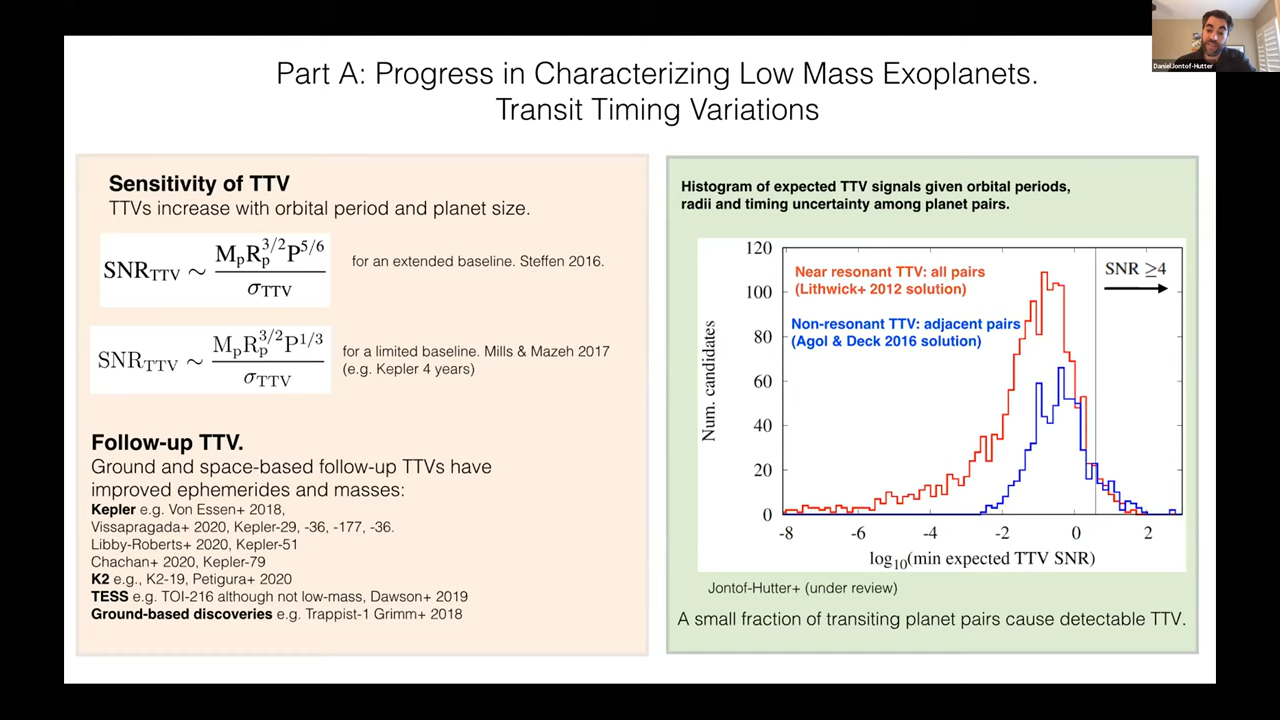 Part A: Progress in Characterizing Low Mass Exoplanets.
Transit Timing Variations
Daniel Jontof-Hutter
Sensitivity of TTV
TTVs increase with orbital period and planet size.
SNR_TTV ~ M_p R_p^{3/2} P^{5/6} / σ_TTV
for an extended baseline. Steffen 2016.
SNR_TTV ~ M_p R_p^{3/2} P^{1/3} / σ_TTV
for a limited baseline. Mills & Mazeh 2017
(e.g. Kepler 4 years)
Follow-up TTV.
Ground and space-based follow-up TTVs have
improved ephemerides and masses:
Kepler e.g. Von Essen+ 2018,
Vissapragada+ 2020, Kepler-29, -36, -177, -36.
Libby-Roberts+ 2020, Kepler-51
Chachan+ 2020, Kepler-79
K2 e.g., K2-19, Petigura+ 2020
TESS e.g. TOI-216 although not low-mass, Dawson+ 2019
Ground-based discoveries e.g. Trappist-1 Grimm+ 2018
Histogram of expected TTV signals given orbital periods,
radii and timing uncertainty among planet pairs.
Near resonant TTV: all pairs
(Lithwick+ 2012 solution)
Non-resonant TTV: adjacent pairs
(Agol & Deck 2016 solution)
SNR ≥4
Num. candidates
120
100
80
60
40
20
0
-8 -6 -4 -2 0 2
log10(min expected TTV SNR)
Jontof-Hutter+ (under review)
A small fraction of transiting planet pairs cause detectable TTV.